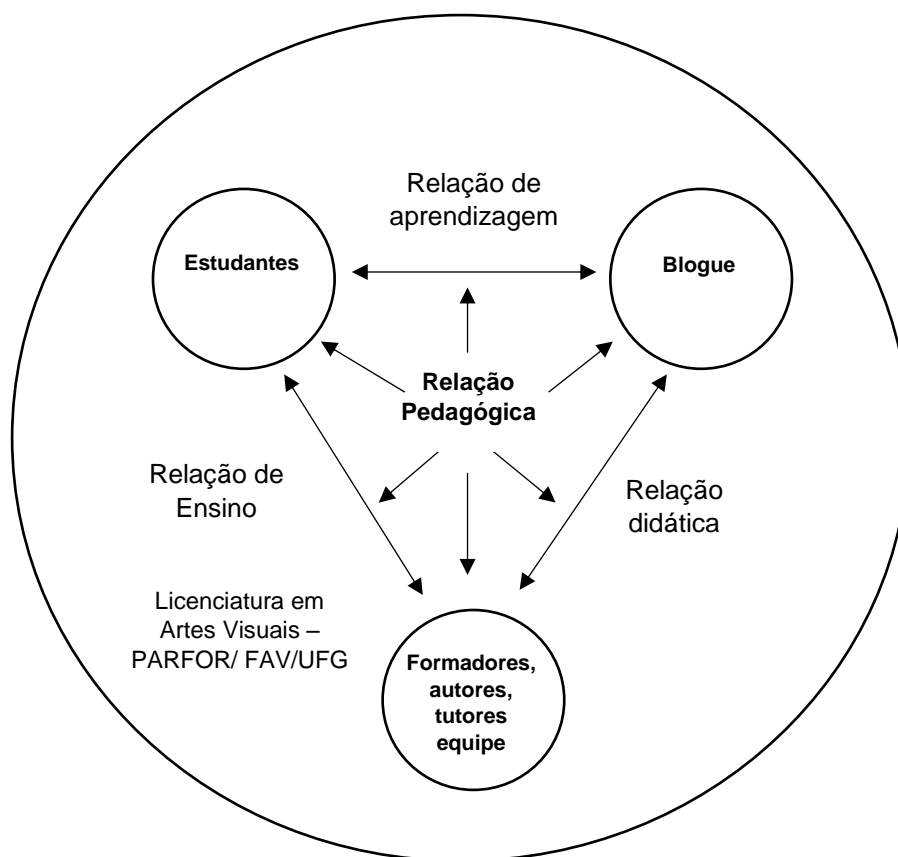 Relação de
aprendizagem
Estudantes
Blogue
Relação
Pedagógica
Relação de
Ensino
Relação
didática
Licenciatura em
Artes Visuais –
PARFOR/ FAV/UFG
Formadores,
autores,
tutores
equipe